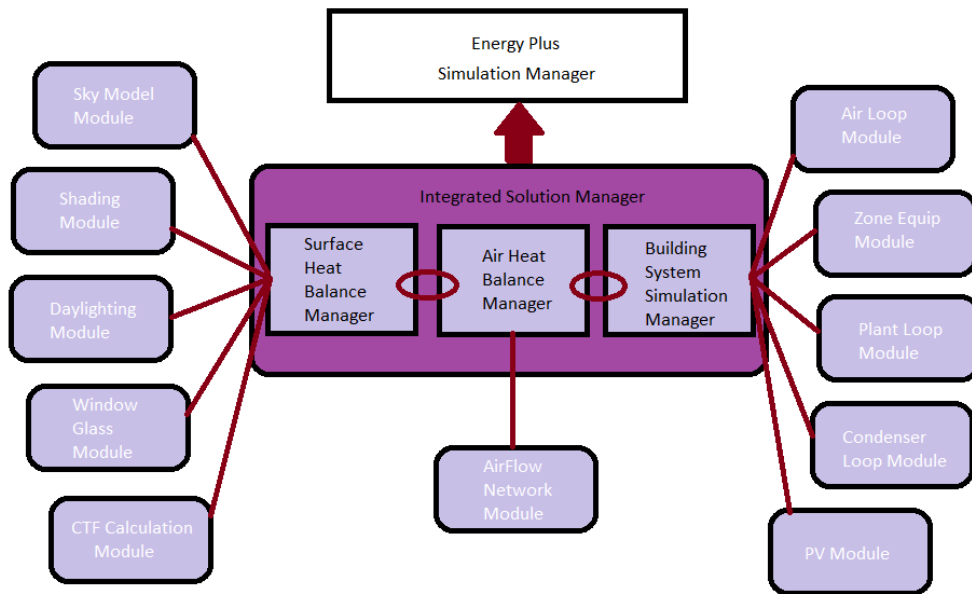 Energy Plus
Simulation Manager
Sky Model
Module
Shading
Module
Daylighting
Module
Window
Glass
Module
CTF Calculation
Module
Integrated Solution Manager
Surface
Heat
Balance
Manager
Air Heat
Balance
Manager
Building
System
Simulation
Manager
AirFlow
Network
Module
Air Loop
Module
Zone Equip
Module
Plant Loop
Module
Condenser
Loop Module
PV Module